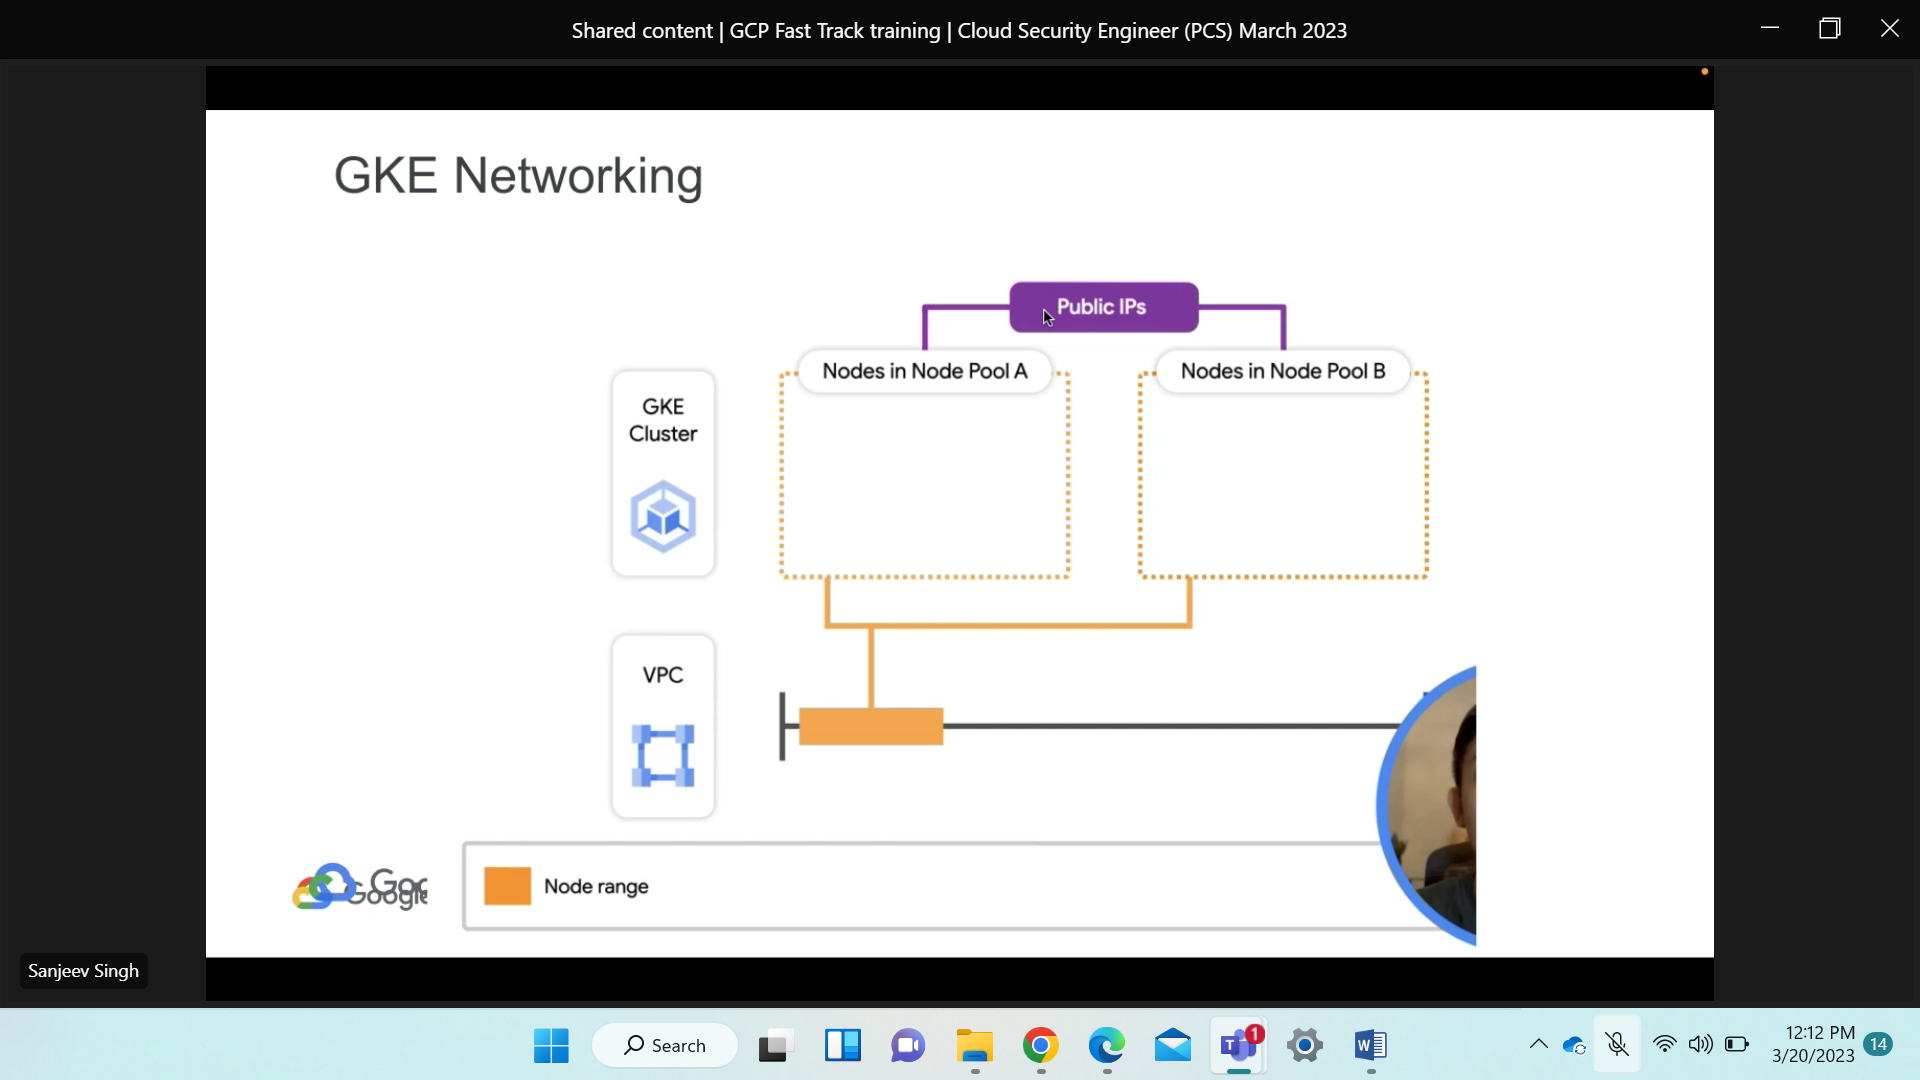 Shared content | GCP Fast Track training | Cloud Security Engineer (PCS) March 2023
GKE Networking
Public IPs
Nodes in Node Pool A
Nodes in Node Pool B
GKE
Cluster
VPC
Node range
Google
Sanjeev Singh
Search
1
12:12 PM
3/20/2023
14